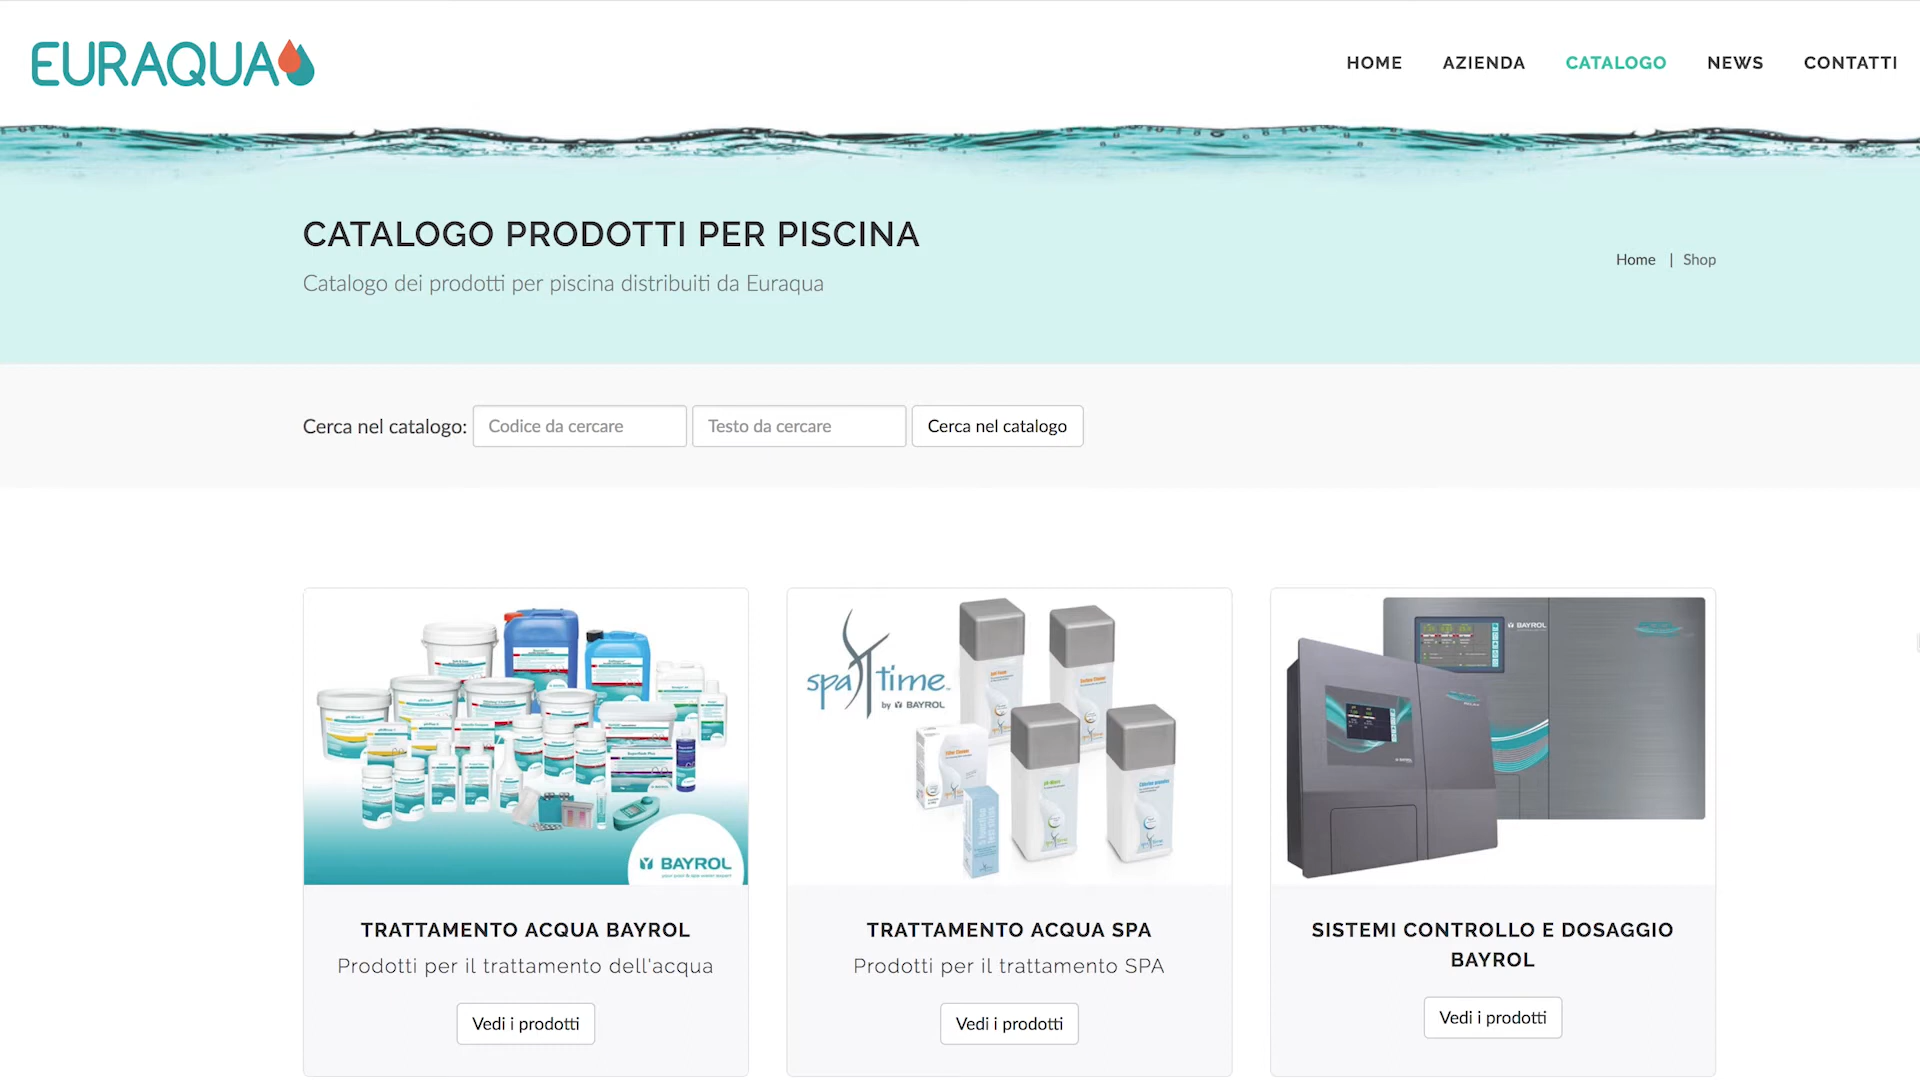 EURAQUA
HOME AZIENDA CATALOGO NEWS CONTATTI
CATALOGO PRODOTTI PER PISCINA
Catalogo dei prodotti per piscina distribuiti da Euraqua
Home | Shop
Cerca nel catalogo: Codice da cercare Testo da cercare Cerca nel catalogo
BAYROL
spa time
by BAYROL
BAYROL
TRATTAMENTO ACQUA BAYROL
Prodotti per il trattamento dell'acqua
Vedi i prodotti
TRATTAMENTO ACQUA SPA
Prodotti per il trattamento SPA
Vedi i prodotti
SISTEMI CONTROLLO E DOSAGGIO
BAYROL
Vedi i prodotti